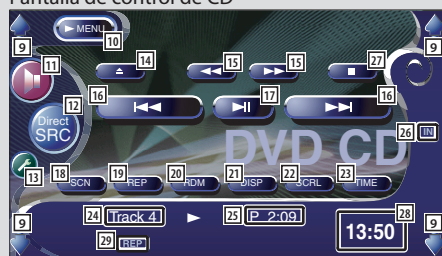 Pantalla de control de CD
9 ► MENU 10 9
11 14 15 15 27
12 16 17 16
Direct
SRC
DVD CD
26 IN
13 18 19 20 21 22 23
SCN REP RDM DISP SCRL TIME
24 Track 4 ► 25 P 2:09 28
9 29 REP 13:50 9